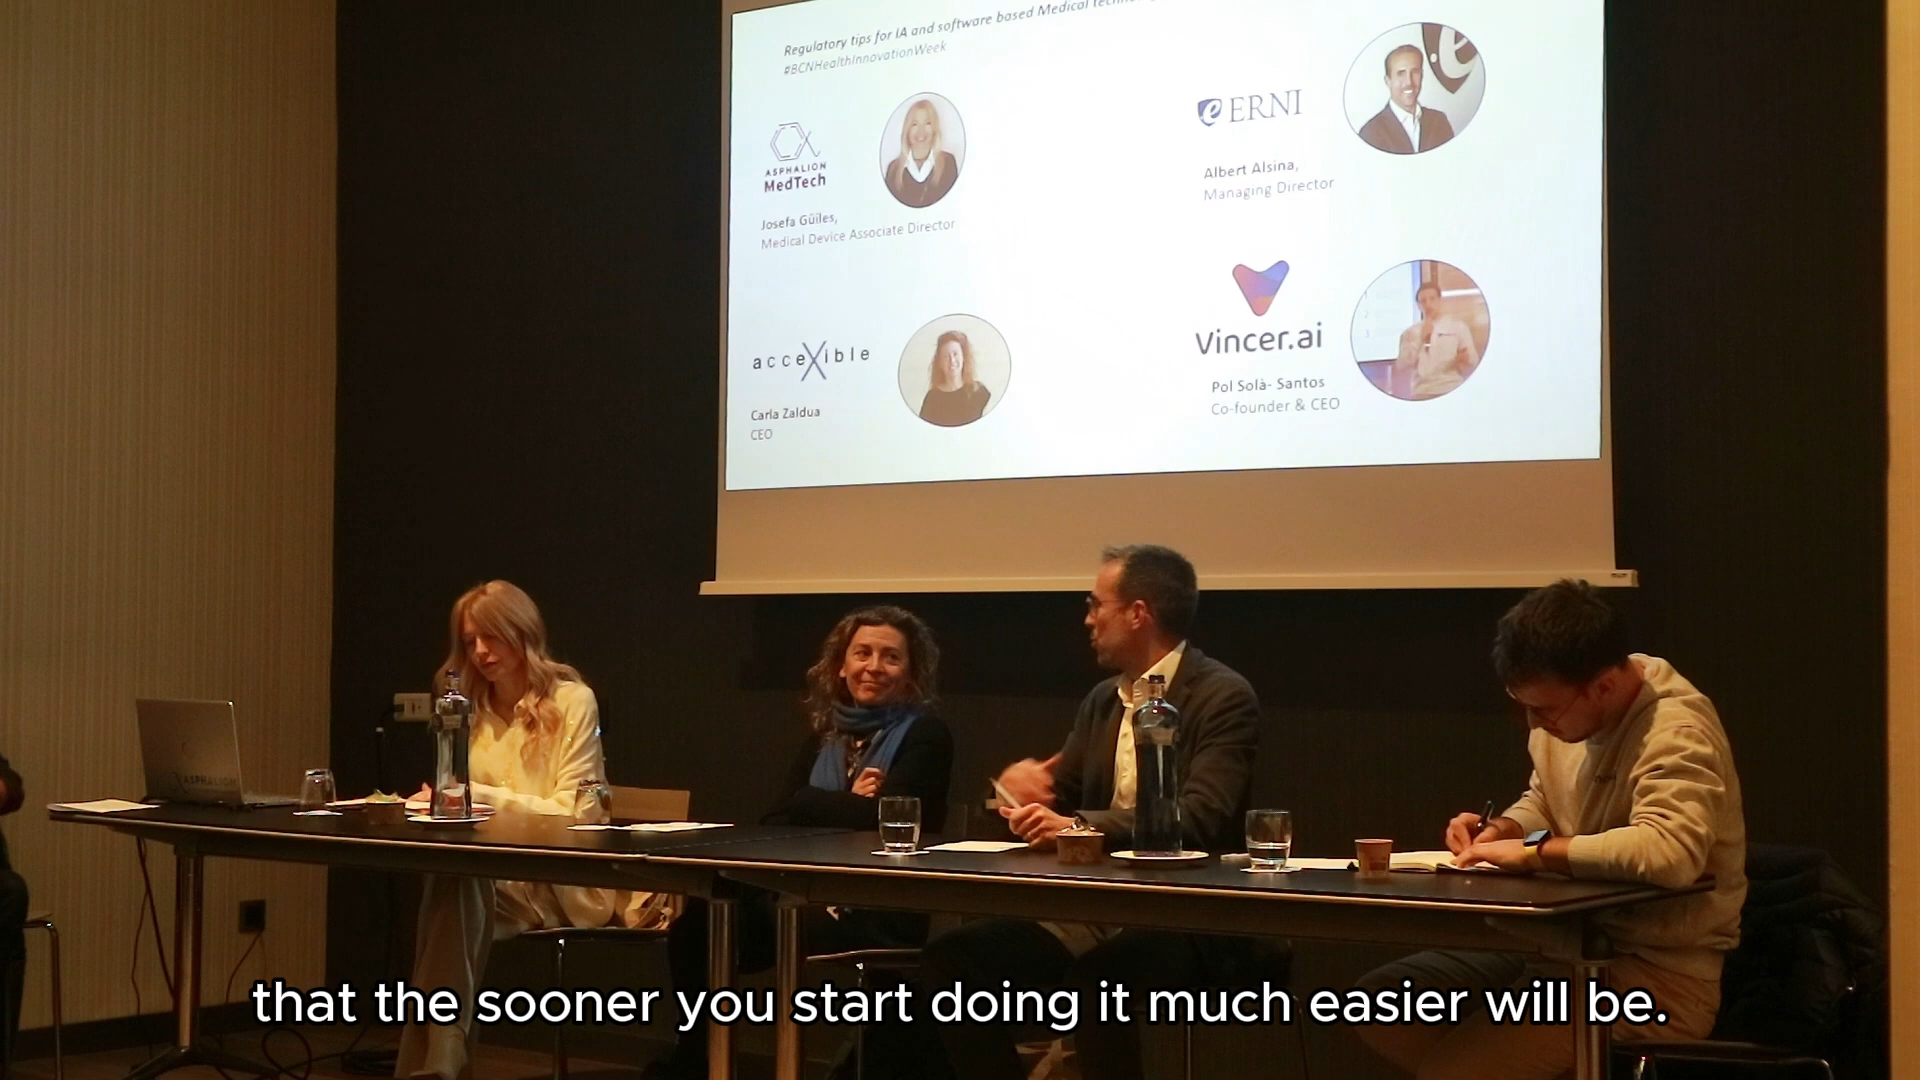 Regulatory tips for IA and software based Medical
#BCNHealthInnovationWeek
ASPHALION
MedTech
Josefa Güiles,
Medical Device Associate Director
e ERNI
Albert Alsina,
Managing Director
acceXible
Carla Zaldua
CEO
Vincer.ai
Pol Solà- Santos
Co-founder & CEO
ASPHALION
that the sooner you start doing it much easier will be.